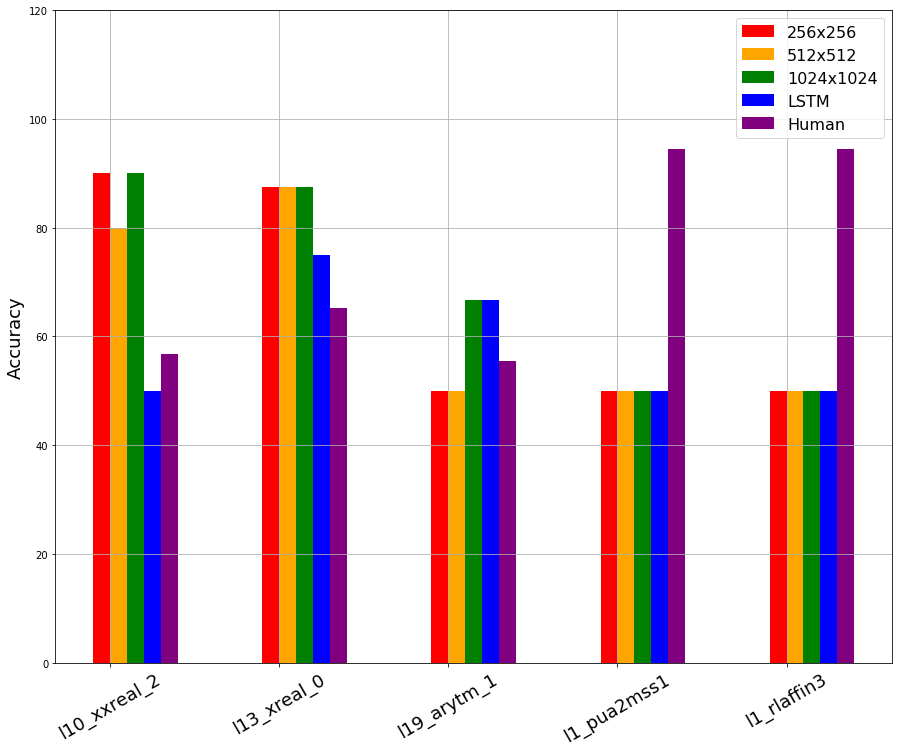 120
100
80
60
40
20
0
Accuracy
256x256
512x512
1024x1024
LSTM
Human
l10_xxreal_2
l13_xreal_0
l19_arytm_1
l1_pua2mss1
l1_rlaffin3